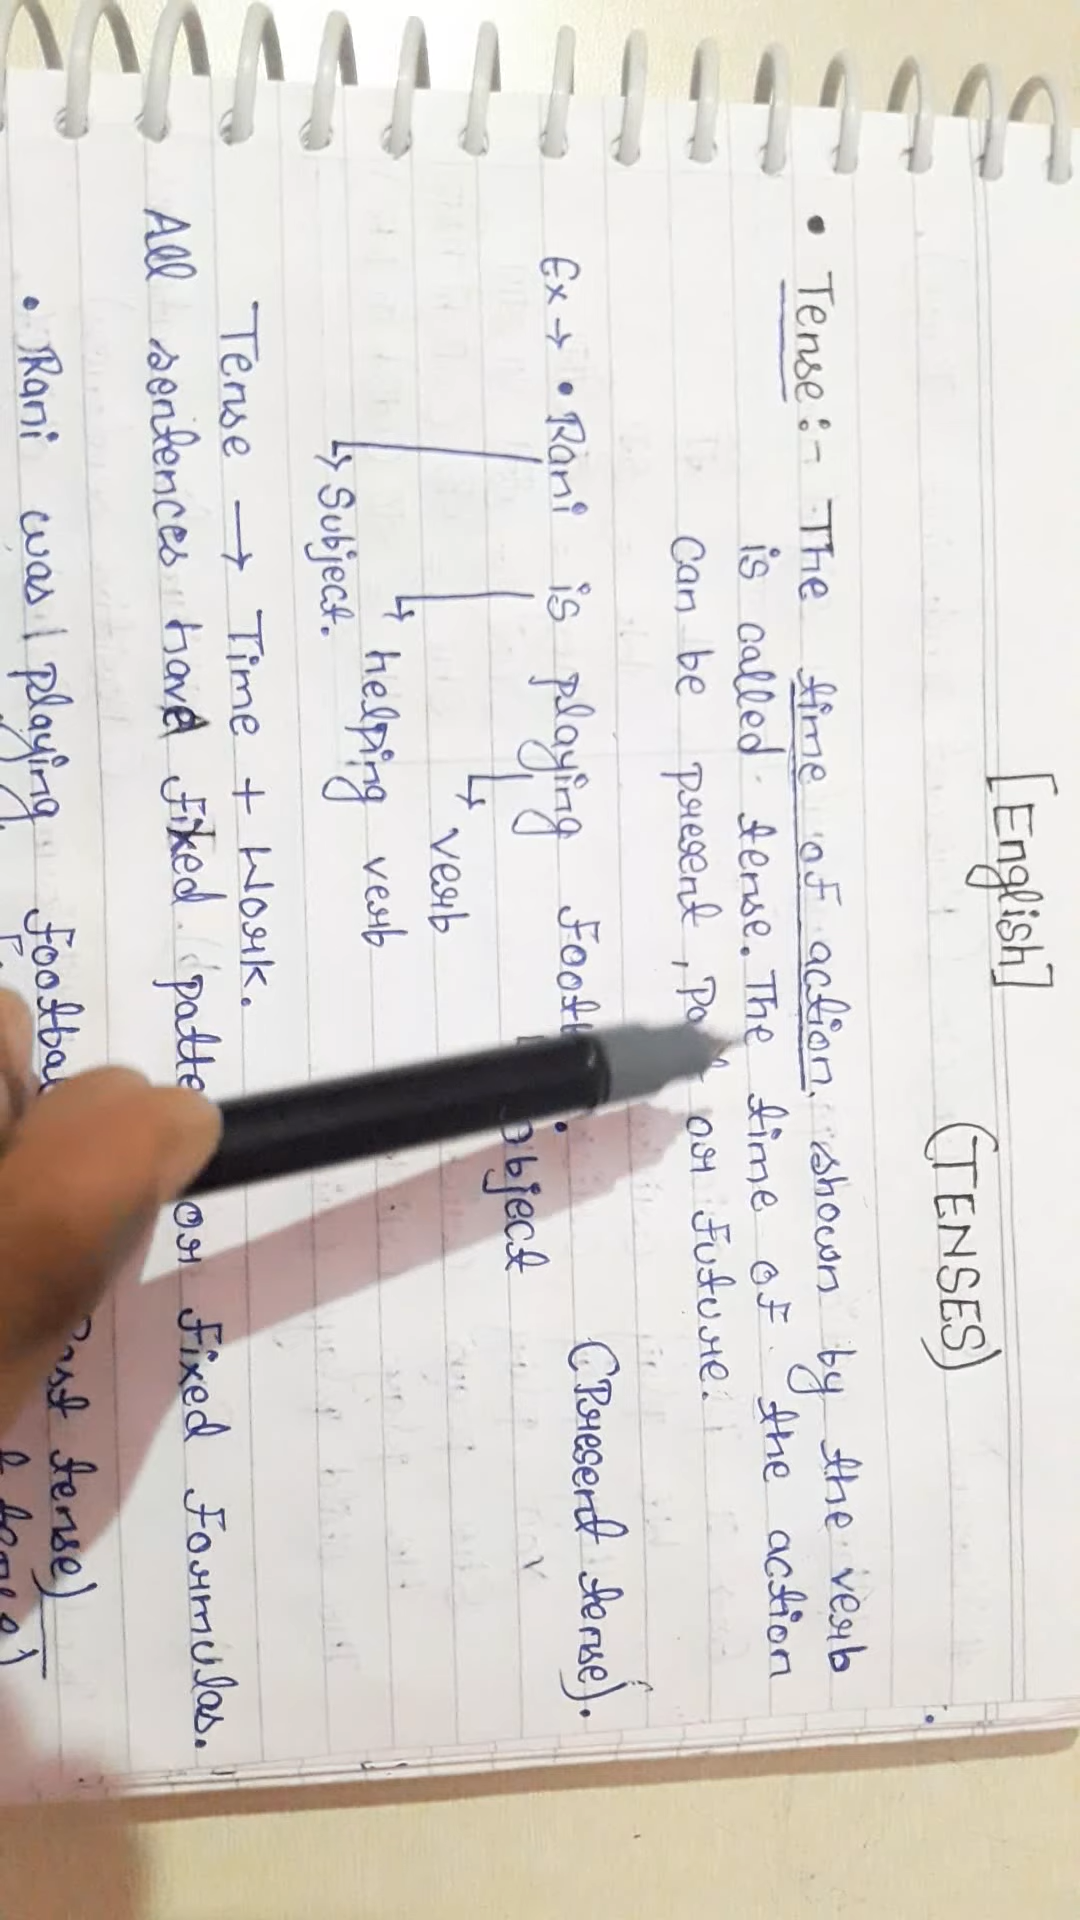 [English]
(TENSES)
• Tense :- The time of action, shown by the verb
is called tense. The time of the action
can be present, or future.
Ex → • Rani is playing (Present tense).
↳ verb object
↳ helping verb
↳ Subject.
Tense → Time + Work.
All sentences have fixed or fixed formulas.
• Rani was playing tense)